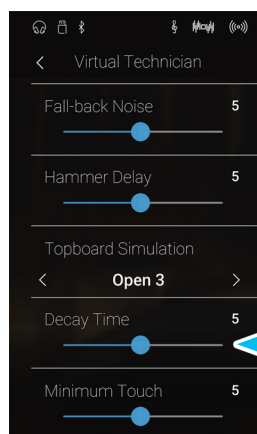 Virtual Technician
Fall-back Noise 5
Hammer Delay 5
Topboard Simulation
Open 3
Decay Time 5
Minimum Touch 5